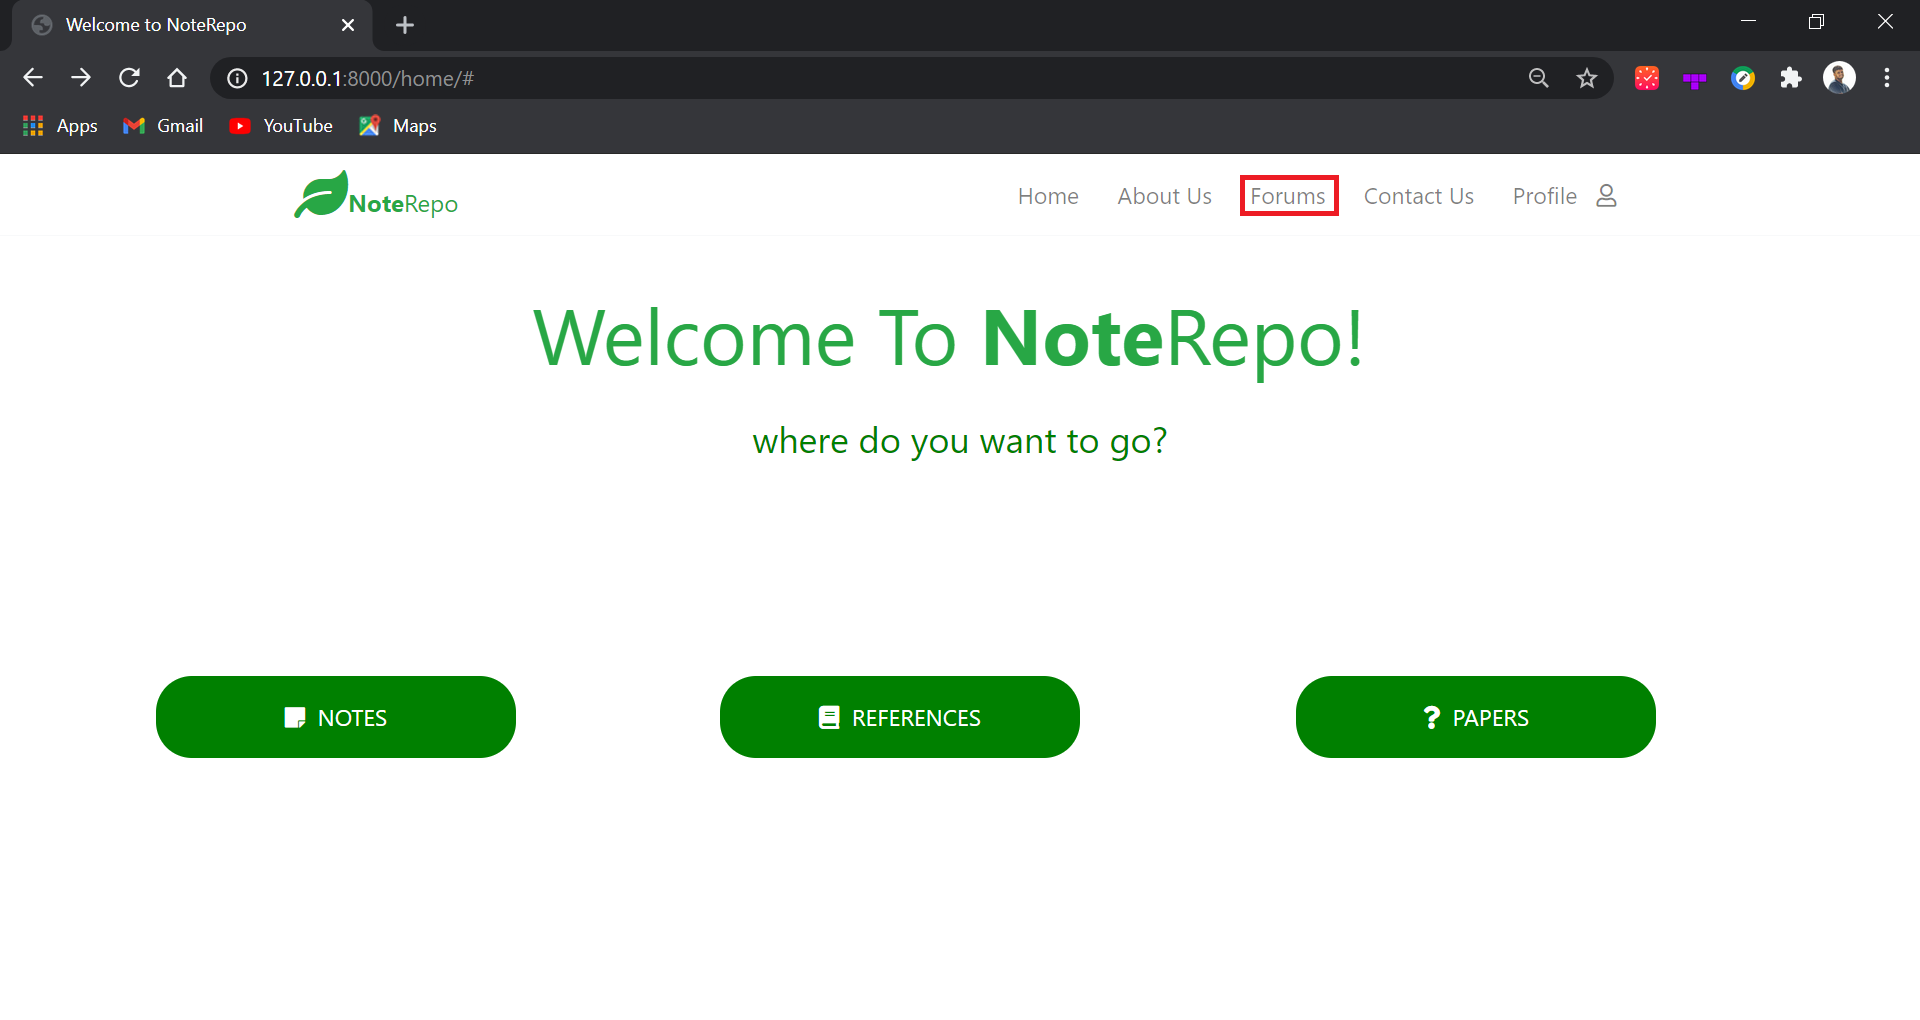 Welcome to NoteRepo
127.0.0.1:8000/home/#
Apps Gmail YouTube Maps
NoteRepo Home About Us Forums Contact Us Profile
Welcome To NoteRepo!
where do you want to go?
NOTES REFERENCES ? PAPERS